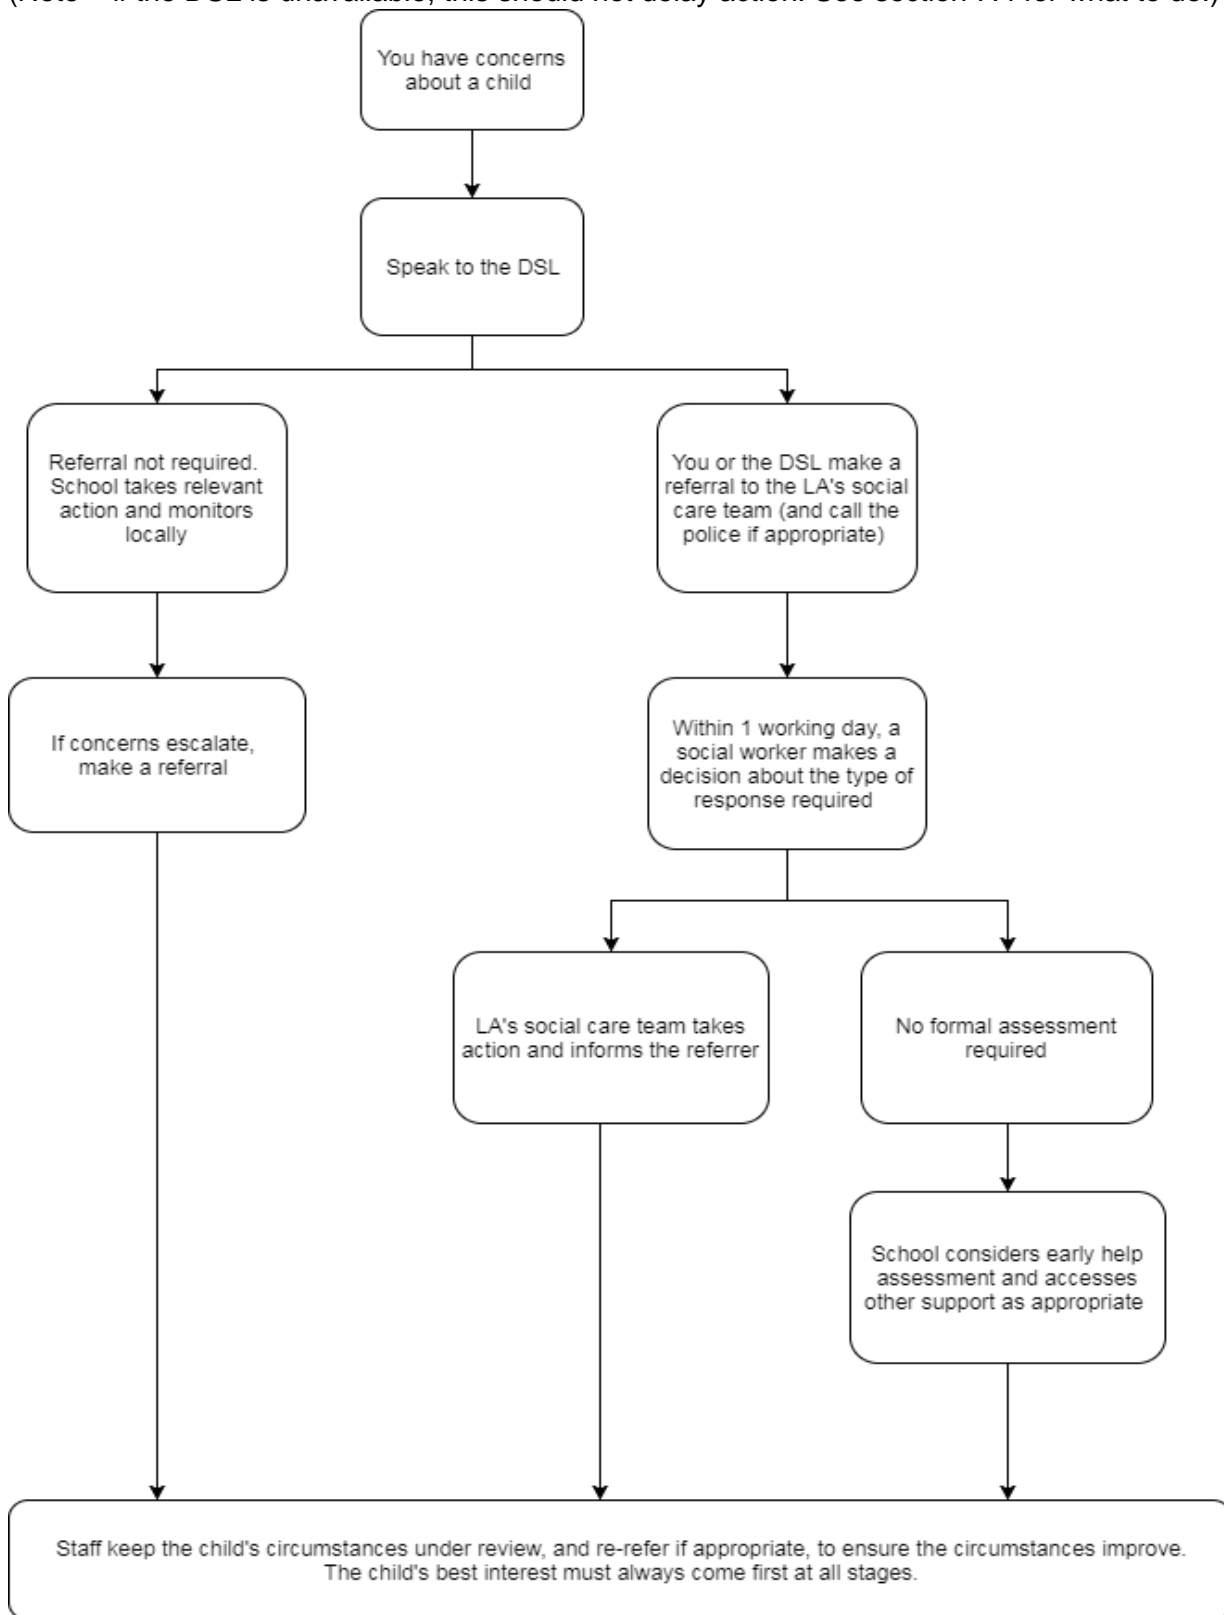 You have concerns
about a child
Speak to the DSL
Referral not required.
School takes relevant
action and monitors
locally
You or the DSL make a
referral to the LA's social
care team (and call the
police if appropriate)
If concerns escalate,
make a referral
Within 1 working day, a
social worker makes a
decision about the type of
response required
LA's social care team takes
action and informs the referrer
No formal assessment
required
School considers early help
assessment and accesses
other support as appropriate
Staff keep the child's circumstances under review, and re-refer if appropriate, to ensure the circumstances improve.
The child's best interest must always come first at all stages.